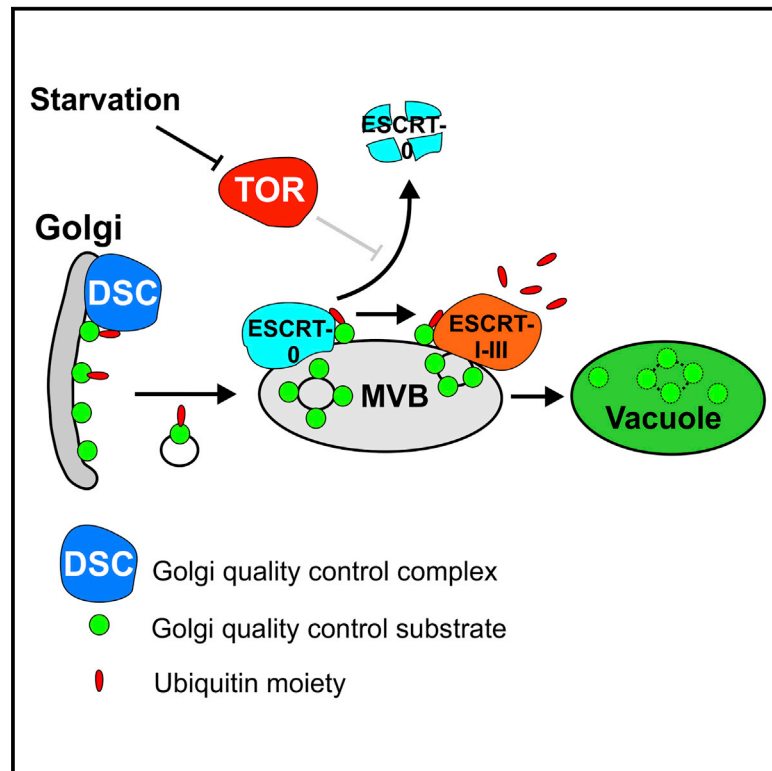 Starvation
ESCRT-
0
TOR
Golgi
DSC
ESCRT-
0
ESCRT-
I-III
MVB
Vacuole
DSC Golgi quality control complex
Golgi quality control substrate
Ubiquitin moiety